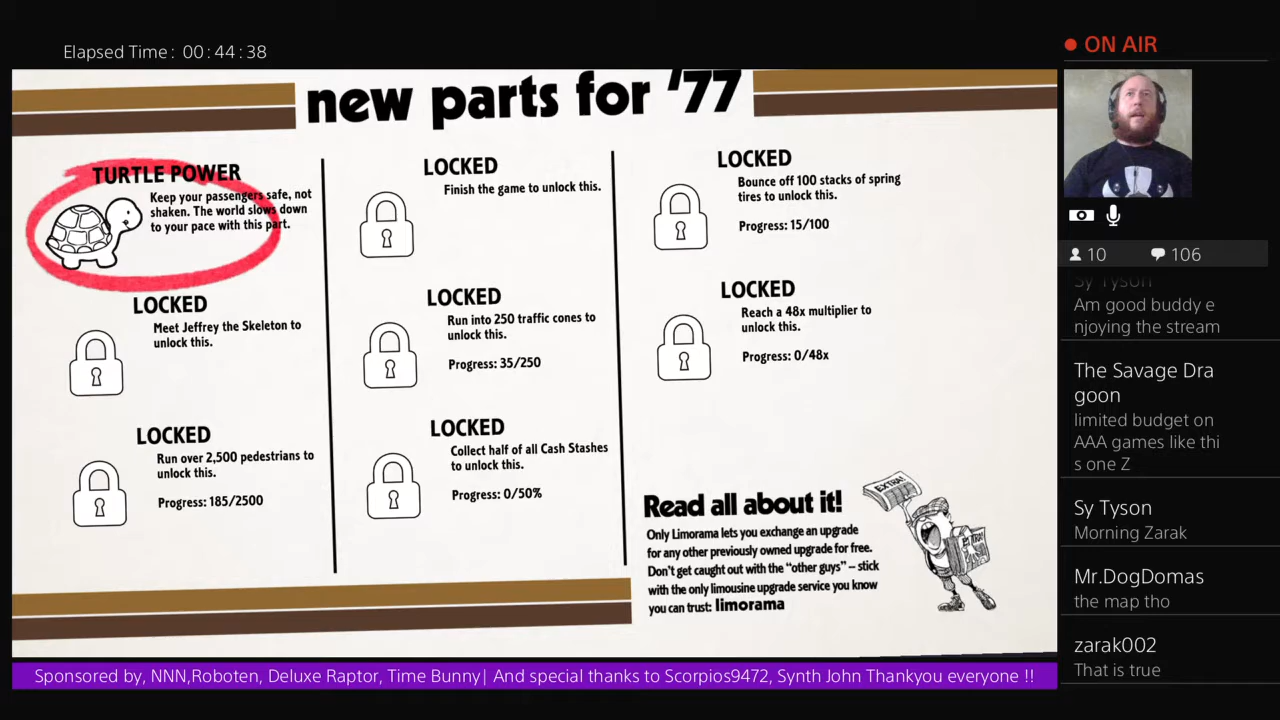 Elapsed Time: 00:44:38
new parts for '77
TURTLE POWER
Keep your passengers safe, not
shaken. The world slows down
to your pace with this part.
LOCKED
Meet Jeffrey the Skeleton to
unlock this.
LOCKED
Run over 2,500 pedestrians to
unlock this.
Progress: 185/2500
LOCKED
Finish the game to unlock this.
LOCKED
Run into 250 traffic cones to
unlock this.
Progress: 35/250
LOCKED
Collect half of all Cash Stashes
to unlock this.
Progress: 0/50%
LOCKED
Bounce off 100 stacks of spring
tires to unlock this.
Progress: 15/100
LOCKED
Reach a 48x multiplier to
unlock this.
Progress: 0/48x
EXTRA!
Read all about it!
Only Limorama lets you exchange an upgrade
for any other previously owned upgrade for free.
Don't get caught out with the "other guys" – stick
with the only limousine upgrade service you know
you can trust: limorama
Sponsored by, NNN,Roboten, Deluxe Raptor, Time Bunny| And special thanks to Scorpios9472, Synth John Thankyou everyone !!
ON AIR
10 106
Sy Tyson
Am good buddy e
njoying the stream
The Savage Dra
goon
limited budget on
AAA games like thi
s one Z
Sy Tyson
Morning Zarak
Mr.DogDomas
the map tho
zarak002
That is true